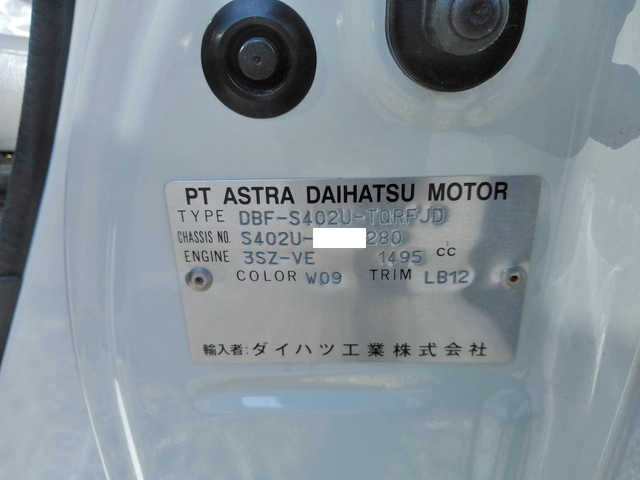 PT ASTRA DAIHATSU MOTOR
TYPE DBF-S402U-TQRFJD
CHASSIS NO. S402U- 280
ENGINE 3SZ-VE 1495 cc
COLOR W09 TRIM LB12
輸入者:ダイハツ工業株式会社